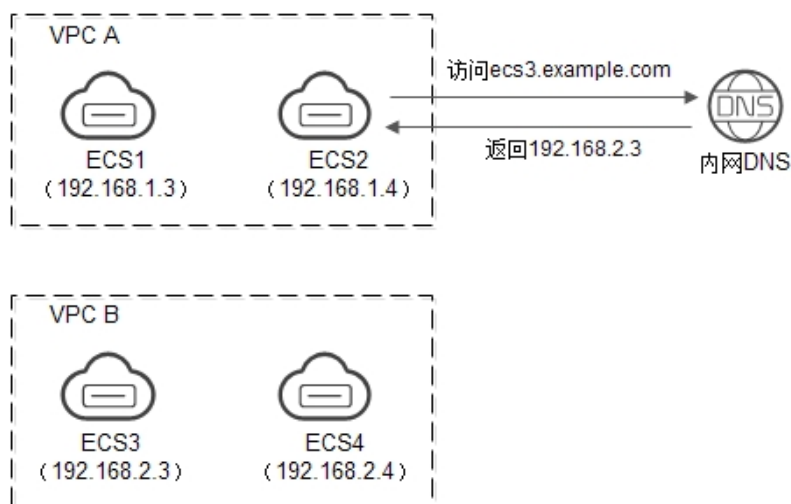 VPC A
访问ecs3.example.com
DNS
返回192.168.2.3
内网DNS
ECS1
ECS2
（192.168.1.3）
（192.168.1.4）
VPC B
ECS3
ECS4
（192.168.2.3）
（192.168.2.4）